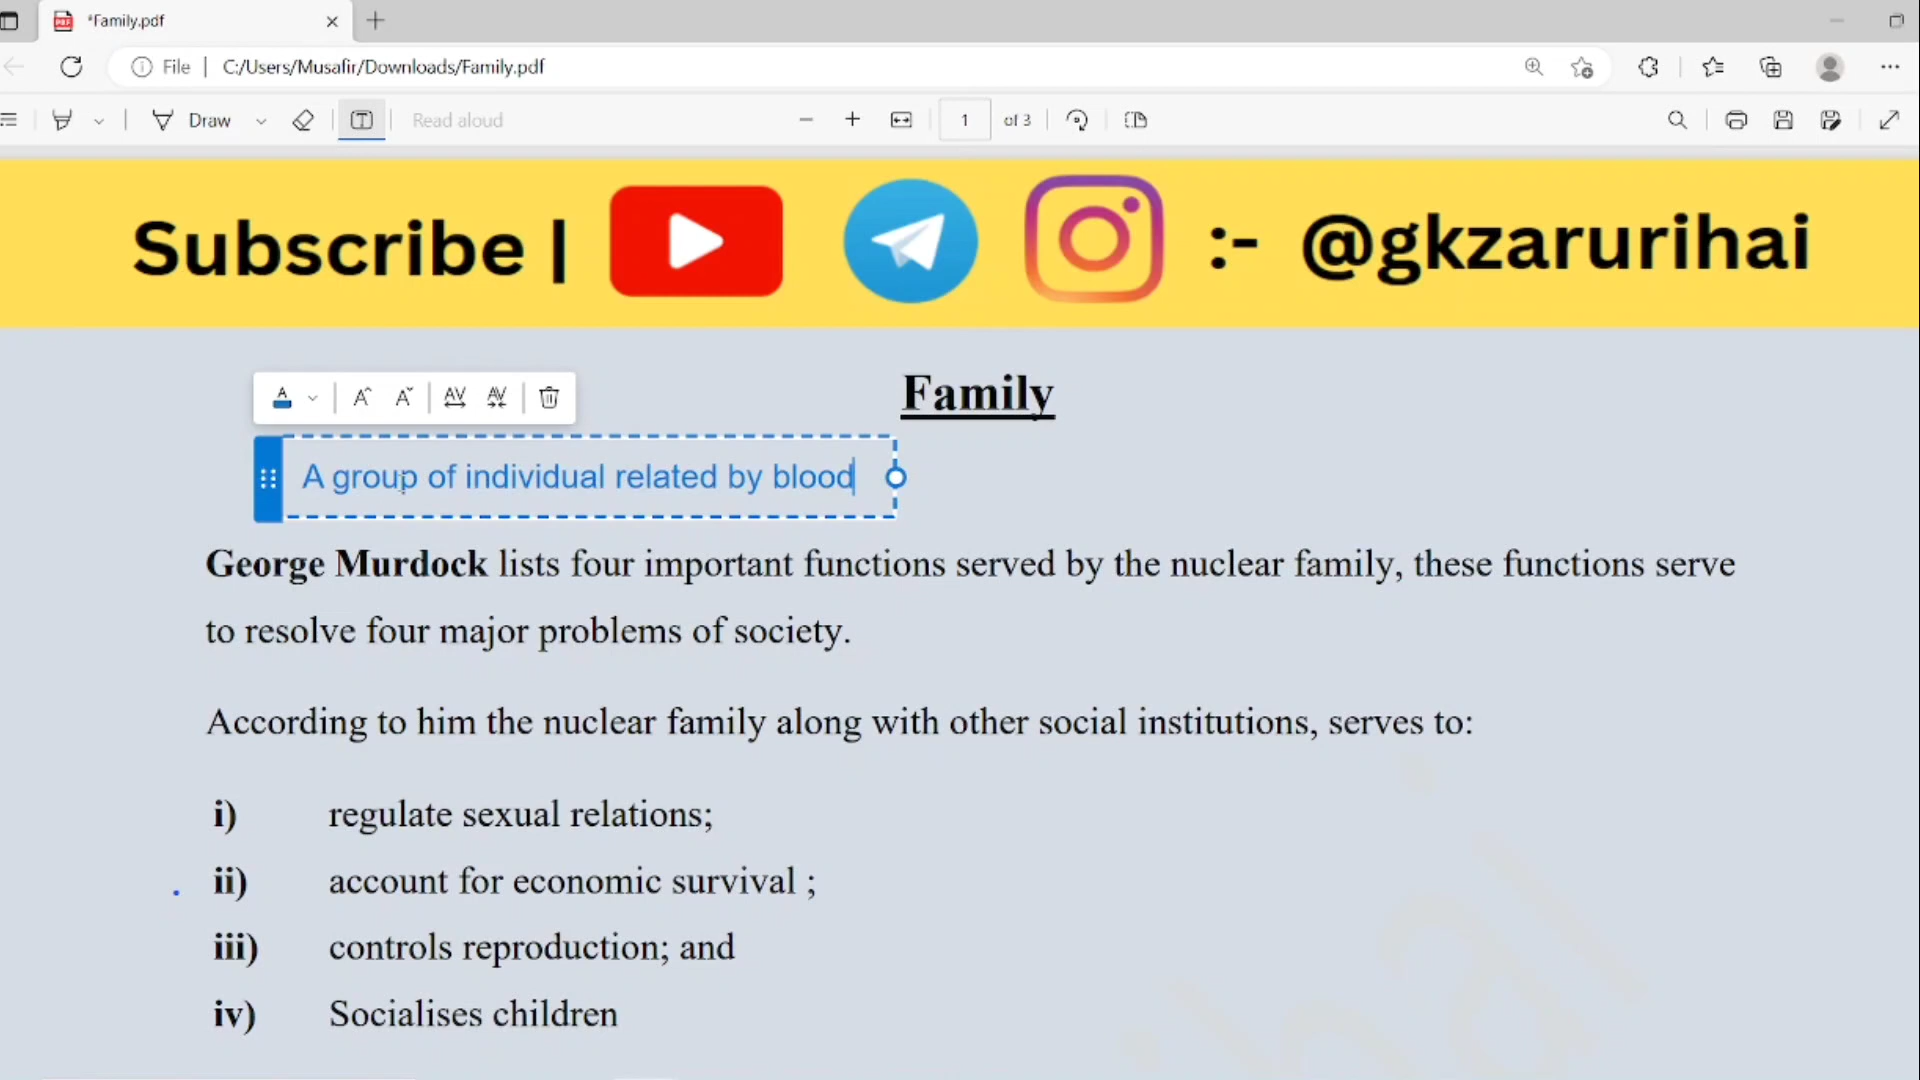 *Family.pdf
File | C:/Users/Musafir/Downloads/Family.pdf
Draw Read aloud 1 of 3
Subscribe | :- @gkzarurihai
Family
A group of individual related by blood
George Murdock lists four important functions served by the nuclear family, these functions serve
to resolve four major problems of society.
According to him the nuclear family along with other social institutions, serves to:
i) regulate sexual relations;
. ii) account for economic survival ;
iii) controls reproduction; and
iv) Socialises children